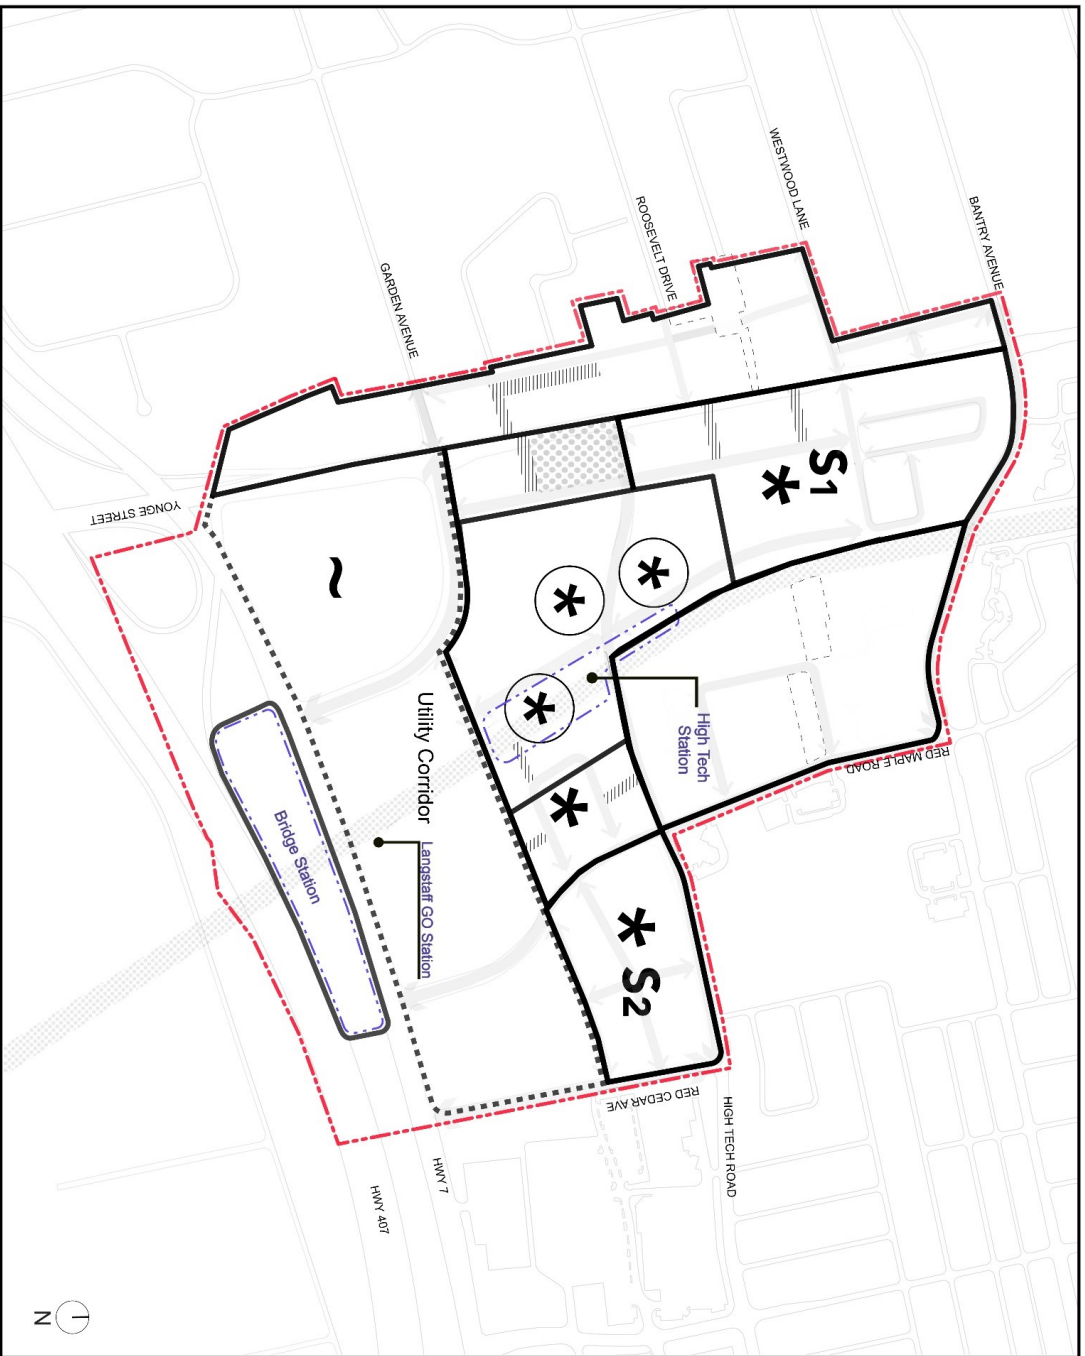 BANTRY AVENUE
WESTWOOD LANE
ROOSEVELT DRIVE
GARDEN AVENUE
YONGE STREET
S1
*
*
*
*
*
*
S2
~
High Tech
Station
Utility Corridor
Langstaff GO Station
Bridge Station
RED MAPLE ROAD
RED CEDAR AVE
HIGH TECH ROAD
HWY 7
HWY 407
N